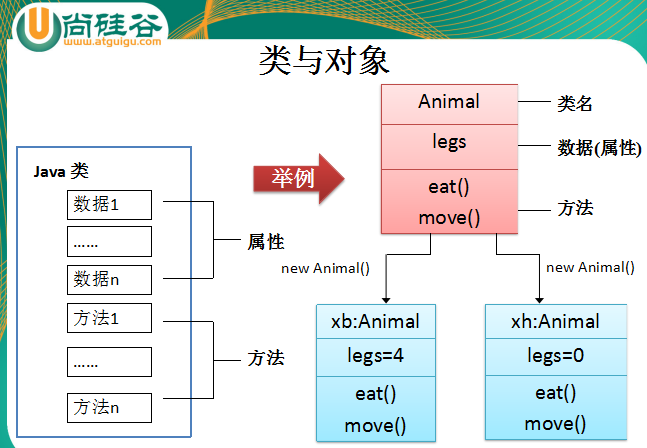 尚硅谷
www.atguigu.com
类与对象
Java 类
数据1
……
数据n
方法1
……
方法n
属性
方法
举例
Animal
legs
eat()
move()
类名
数据(属性)
方法
new Animal()
new Animal()
xb:Animal
legs=4
eat()
move()
xh:Animal
legs=0
eat()
move()